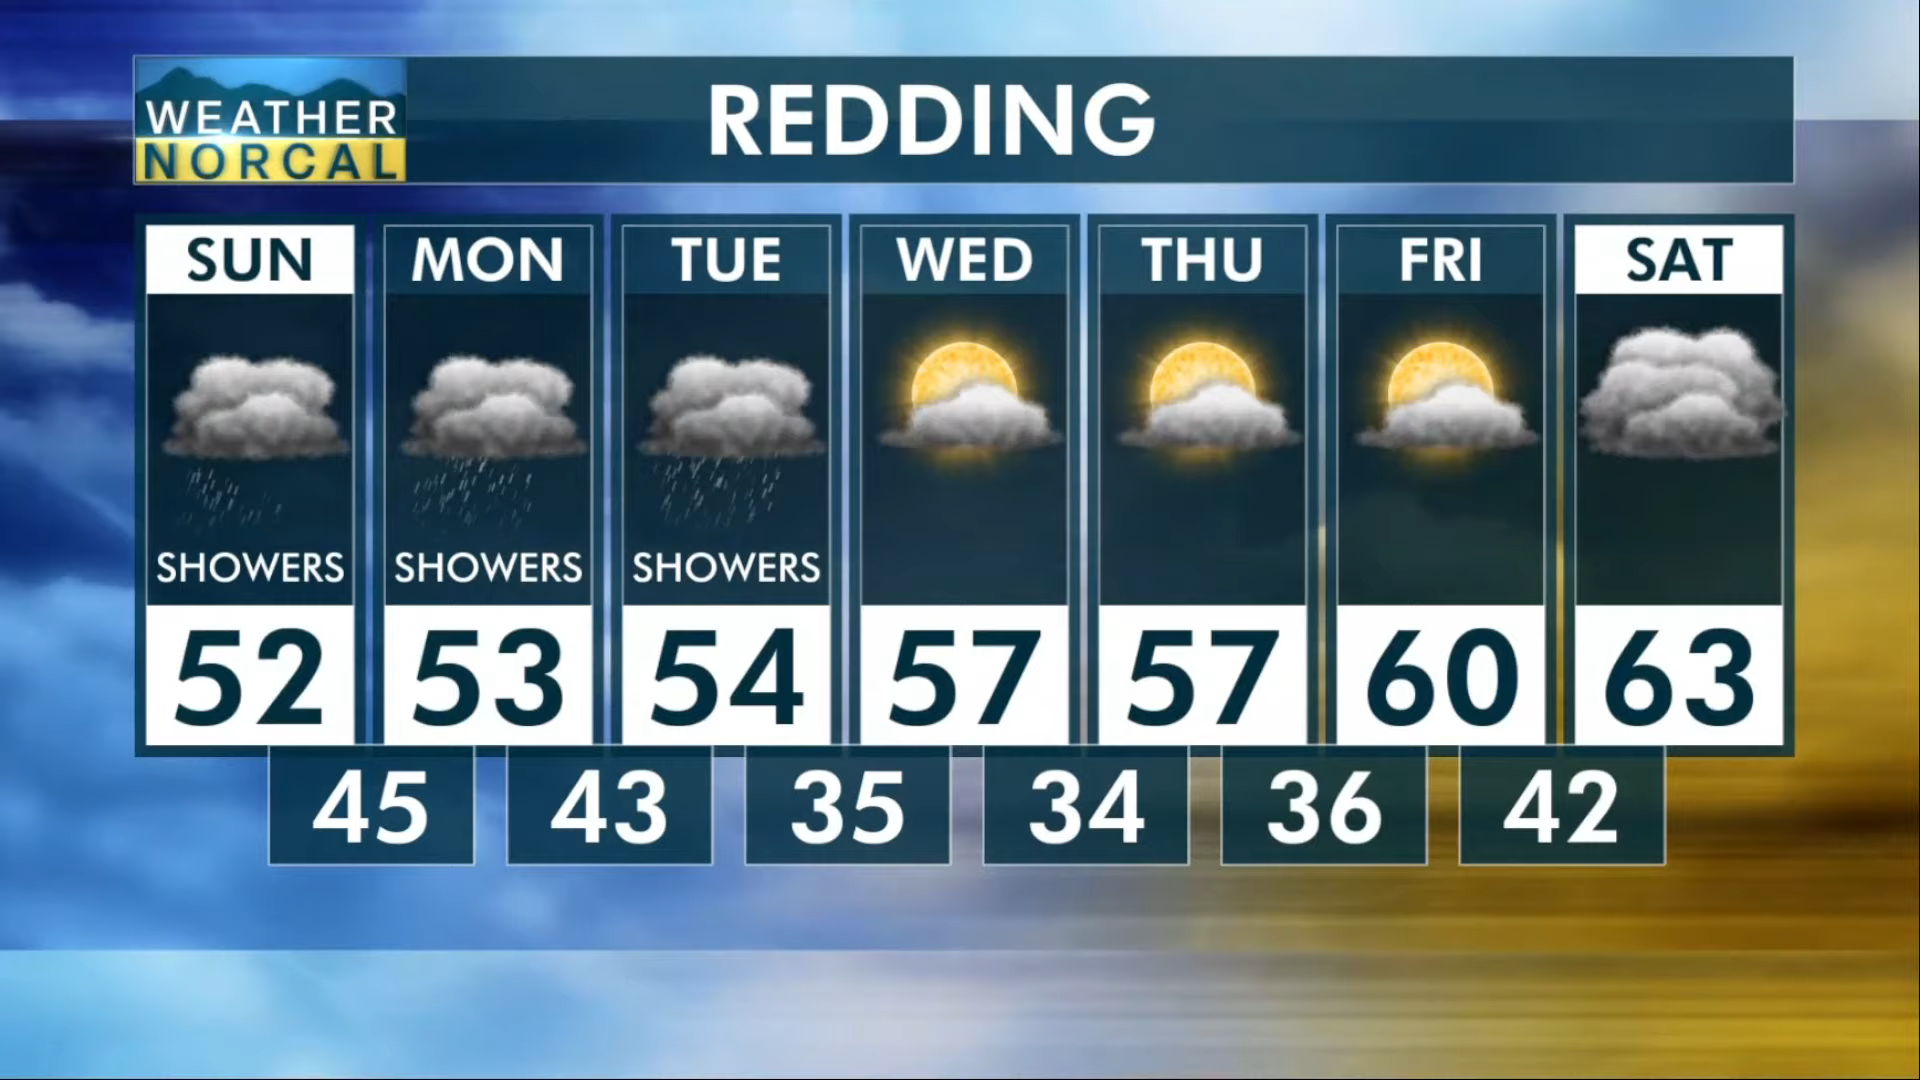 WEATHER
NORCAL
REDDING
SUN MON TUE WED THU FRI SAT
SHOWERS SHOWERS SHOWERS
52 53 54 57 57 60 63
45 43 35 34 36 42